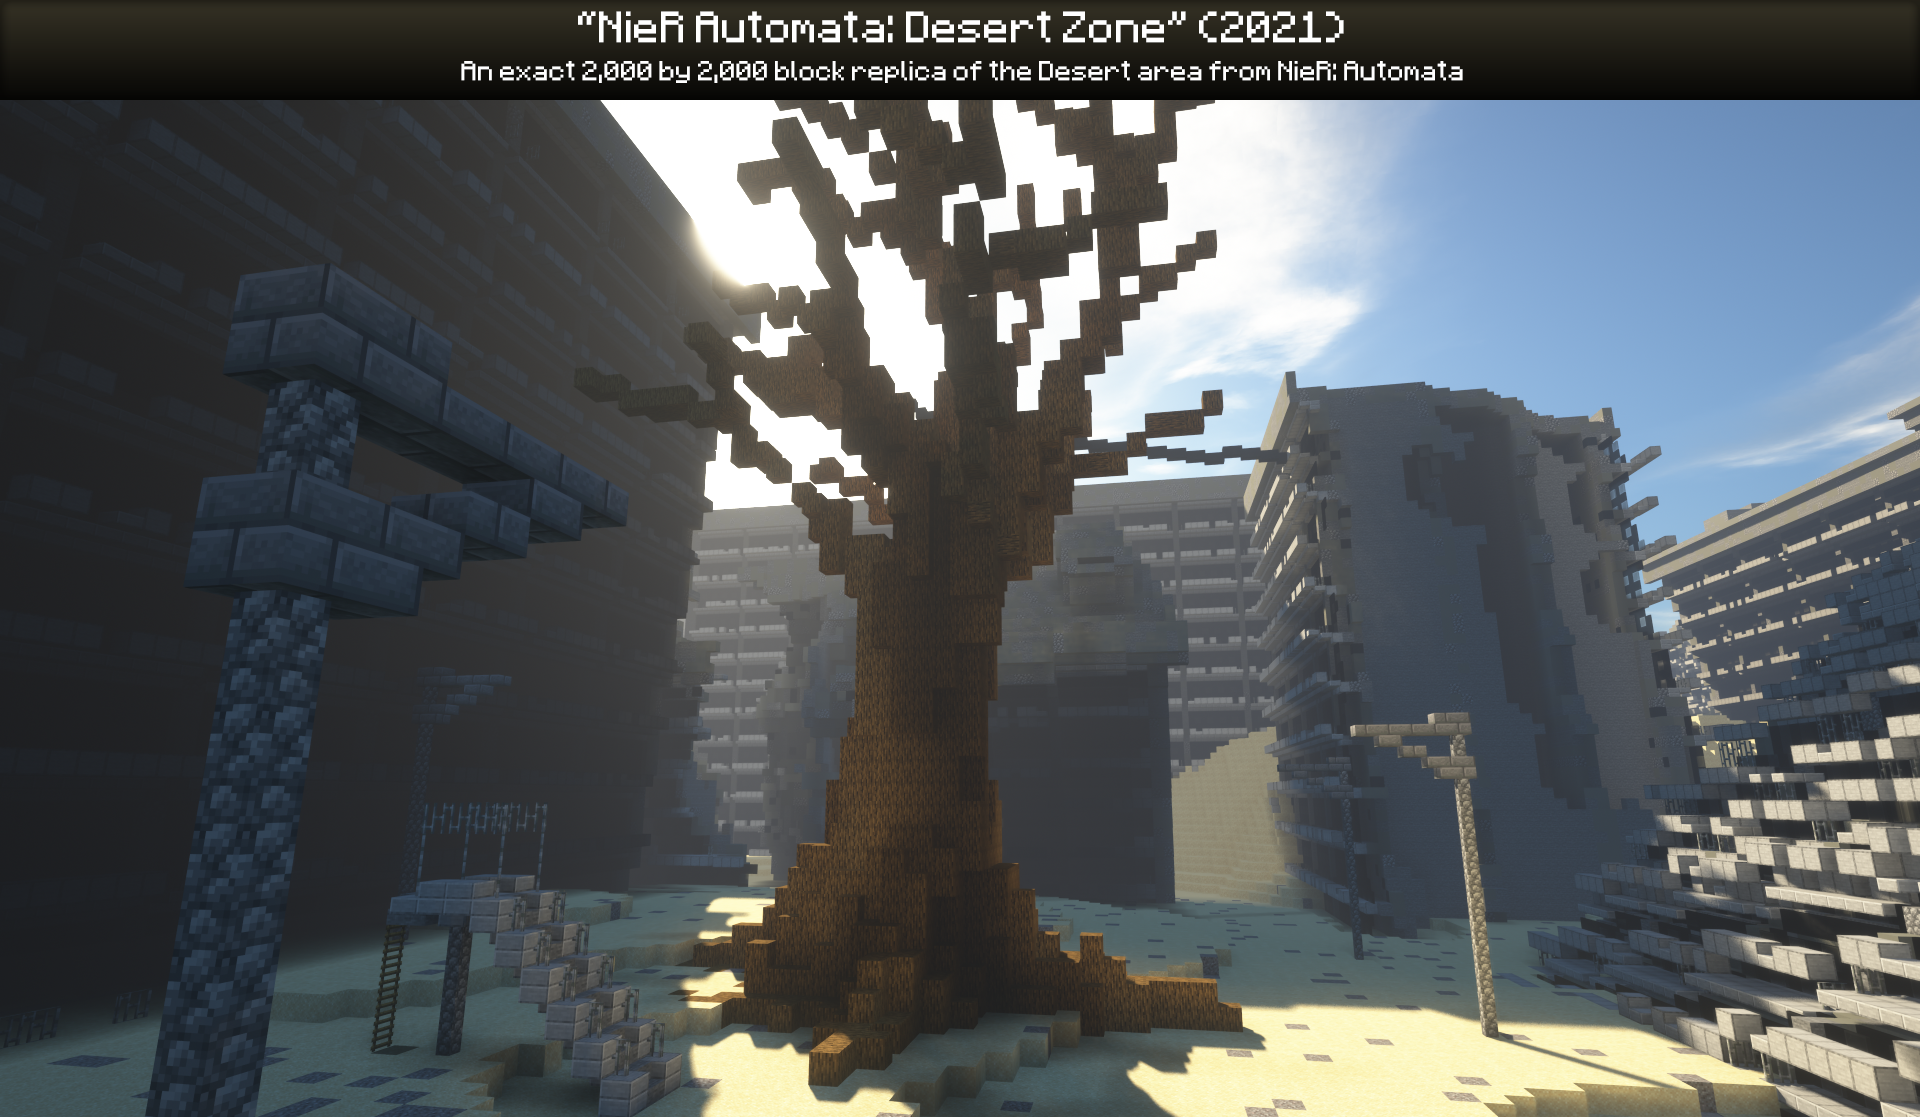 "NieR Automata: Desert Zone" (2021)
An exact 2,000 by 2,000 block replica of the Desert area from NieR: Automata